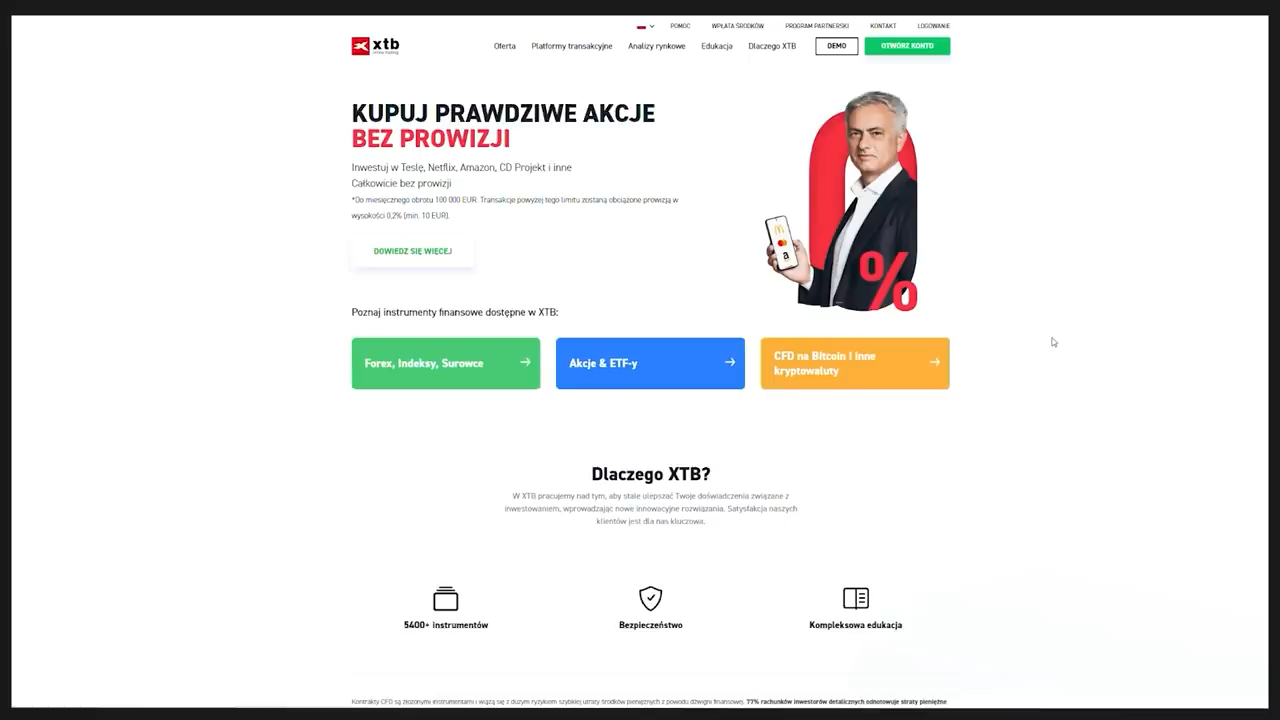 POMOC WPŁATA ŚRODKÓW PROGRAM PARTNERSKI KONTAKT LOGOWANIE
xtb
online trading
Oferta Platformy transakcyjne Analizy rynkowe Edukacja Dlaczego XTB DEMO OTWÓRZ KONTO
KUPUJ PRAWDZIWE AKCJE
BEZ PROWIZJI
Inwestuj w Teslę, Netflix, Amazon, CD Projekt i inne
Całkowicie bez prowizji
*Do miesięcznego obrotu 100 000 EUR. Transakcje powyżej tego limitu zostaną obciążone prowizją w
wysokości 0,2% (min. 10 EUR).
DOWIEDZ SIĘ WIĘCEJ
0%
a
Poznaj instrumenty finansowe dostępne w XTB:
Forex, Indeksy, Surowce
Akcje & ETF-y
CFD na Bitcoin i inne
kryptowaluty
Dlaczego XTB?
W XTB pracujemy nad tym, aby stale ulepszać Twoje doświadczenia związane z
inwestowaniem, wprowadzając nowe innowacyjne rozwiązania. Satysfakcja naszych
klientów jest dla nas kluczowa.
5400+ instrumentów
Bezpieczeństwo
Kompleksowa edukacja
Kontrakty CFD są złożonymi instrumentami i wiążą się z dużym ryzykiem szybkiej utraty środków pieniężnych z powodu dźwigni finansowej. 77% rachunków inwestorów detalicznych odnotowuje straty pieniężne